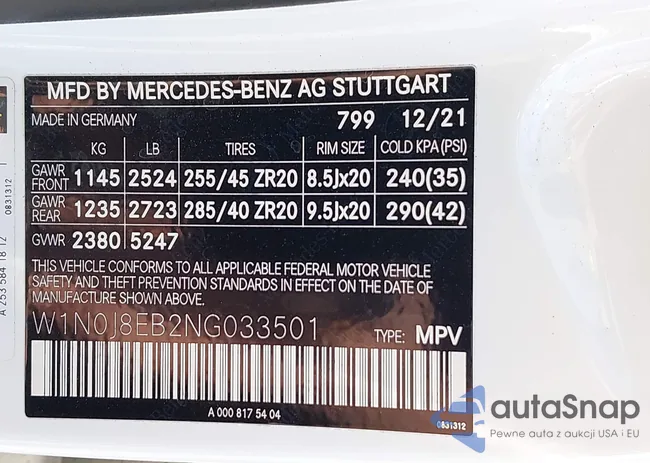 MFD BY MERCEDES-BENZ AG STUTTGART
MADE IN GERMANY 799 12/21
KG LB TIRES RIM SIZE COLD KPA (PSI)
GAWR FRONT 1145 2524 255/45 ZR20 8.5Jx20 240(35)
GAWR REAR 1235 2723 285/40 ZR20 9.5Jx20 290(42)
GVWR 2380 5247
THIS VEHICLE CONFORMS TO ALL APPLICABLE FEDERAL MOTOR VEHICLE
SAFETY AND THEFT PREVENTION STANDARDS IN EFFECT ON THE DATE OF
MANUFACTURE SHOWN ABOVE.
W1N0J8EB2NG033501 TYPE: MPV
A 000 817 54 04
0831312
A 253 584 18 12
0831312
autaSnap
Pewne auta z aukcji USA i EU